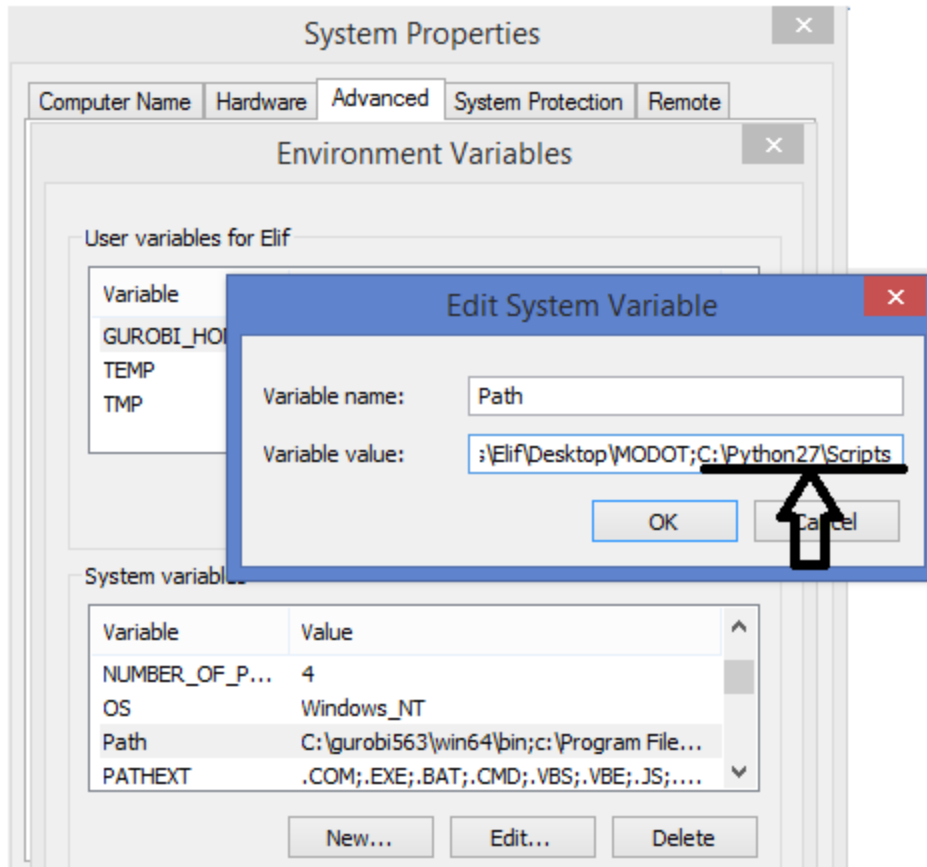 System Properties
Computer Name Hardware Advanced System Protection Remote
Environment Variables
User variables for Elif
Variable
GUROBI_HO
TEMP
TMP
Edit System Variable
Variable name: Path
Variable value: s\Elif\Desktop\MODOT;C:\Python27\Scripts
OK Cancel
System variables
Variable Value
NUMBER_OF_P... 4
OS Windows_NT
Path C:\gurobi563\win64\bin;c:\Program File...
PATHEXT .COM;.EXE;.BAT;.CMD;.VBS;.VBE;.JS;....
New... Edit... Delete